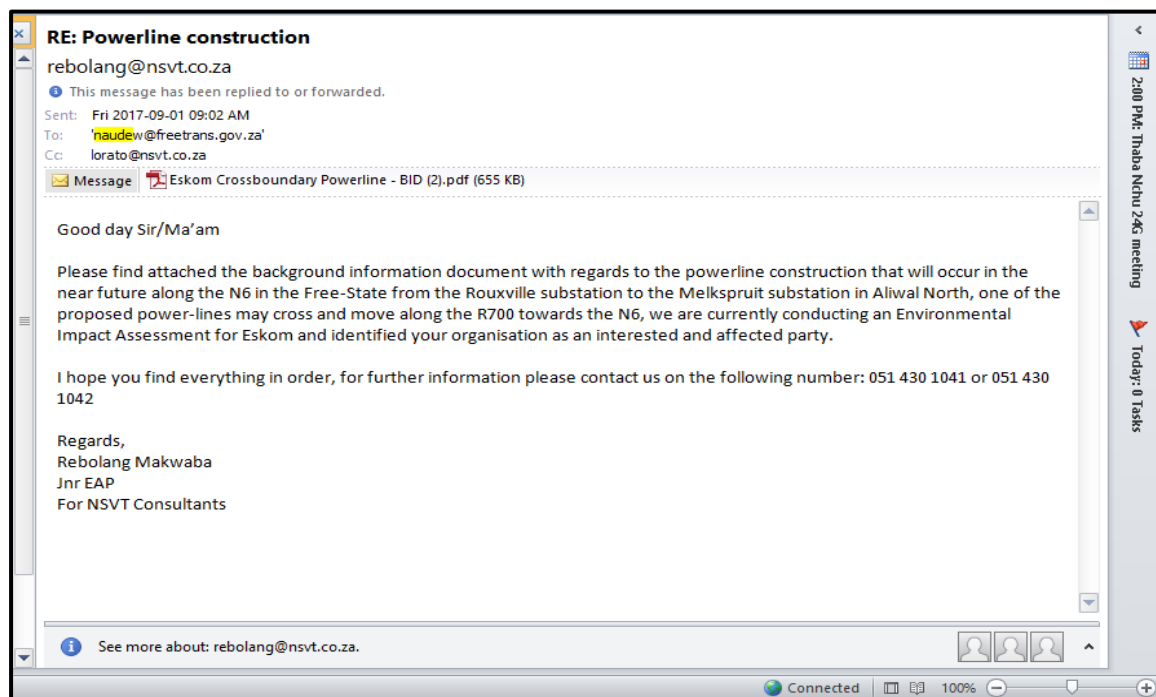 RE: Powerline construction
rebolang@nsvt.co.za
This message has been replied to or forwarded.
Sent: Fri 2017-09-01 09:02 AM
To: 'naudew@freetrans.gov.za'
Cc: lorato@nsvt.co.za
Message Eskom Crossboundary Powerline - BID (2).pdf (655 KB)
Good day Sir/Ma’am
Please find attached the background information document with regards to the powerline construction that will occur in the
near future along the N6 in the Free-State from the Rouxville substation to the Melkspruit substation in Aliwal North, one of the
proposed power-lines may cross and move along the R700 towards the N6, we are currently conducting an Environmental
Impact Assessment for Eskom and identified your organisation as an interested and affected party.
I hope you find everything in order, for further information please contact us on the following number: 051 430 1041 or 051 430
1042
Regards,
Rebolang Makwaba
Jnr EAP
For NSVT Consultants
See more about: rebolang@nsvt.co.za.
Connected 100%
2:00 PM: Thaba Nchu 24G meeting
Today: 0 Tasks